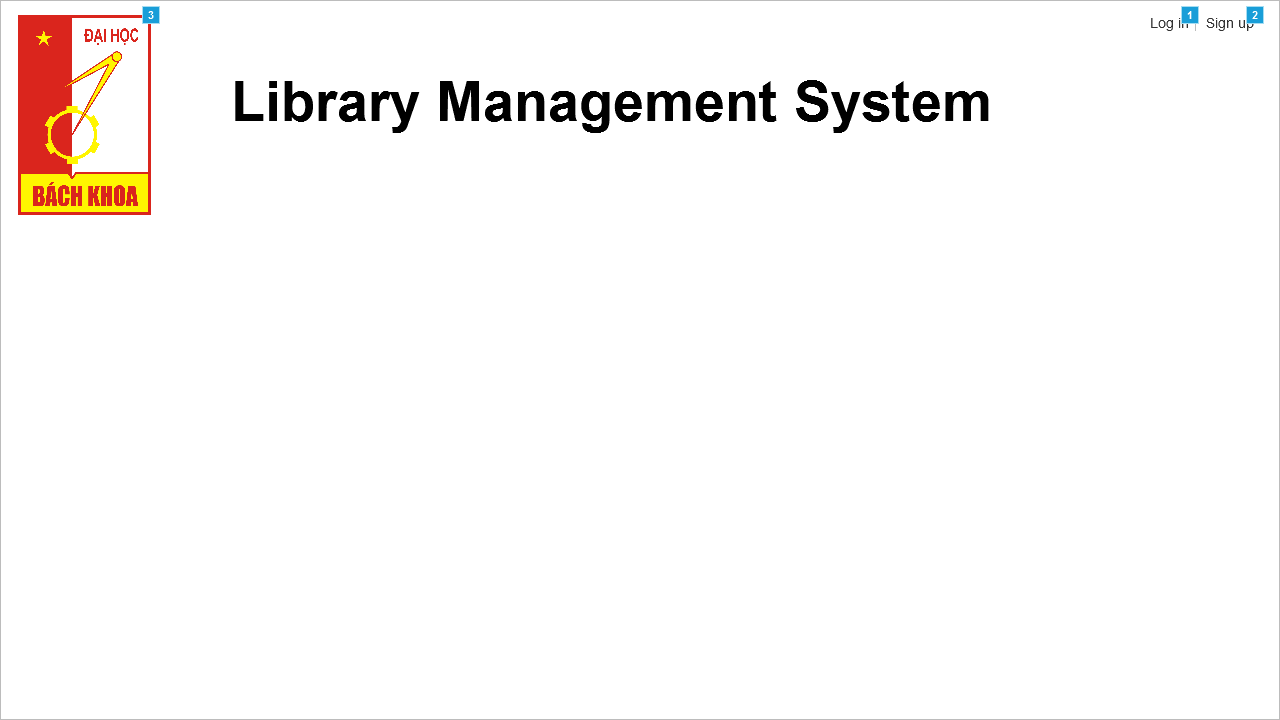 ĐẠI HỌC
BÁCH KHOA
Log in
Sign up
1
2
3
Library Management System